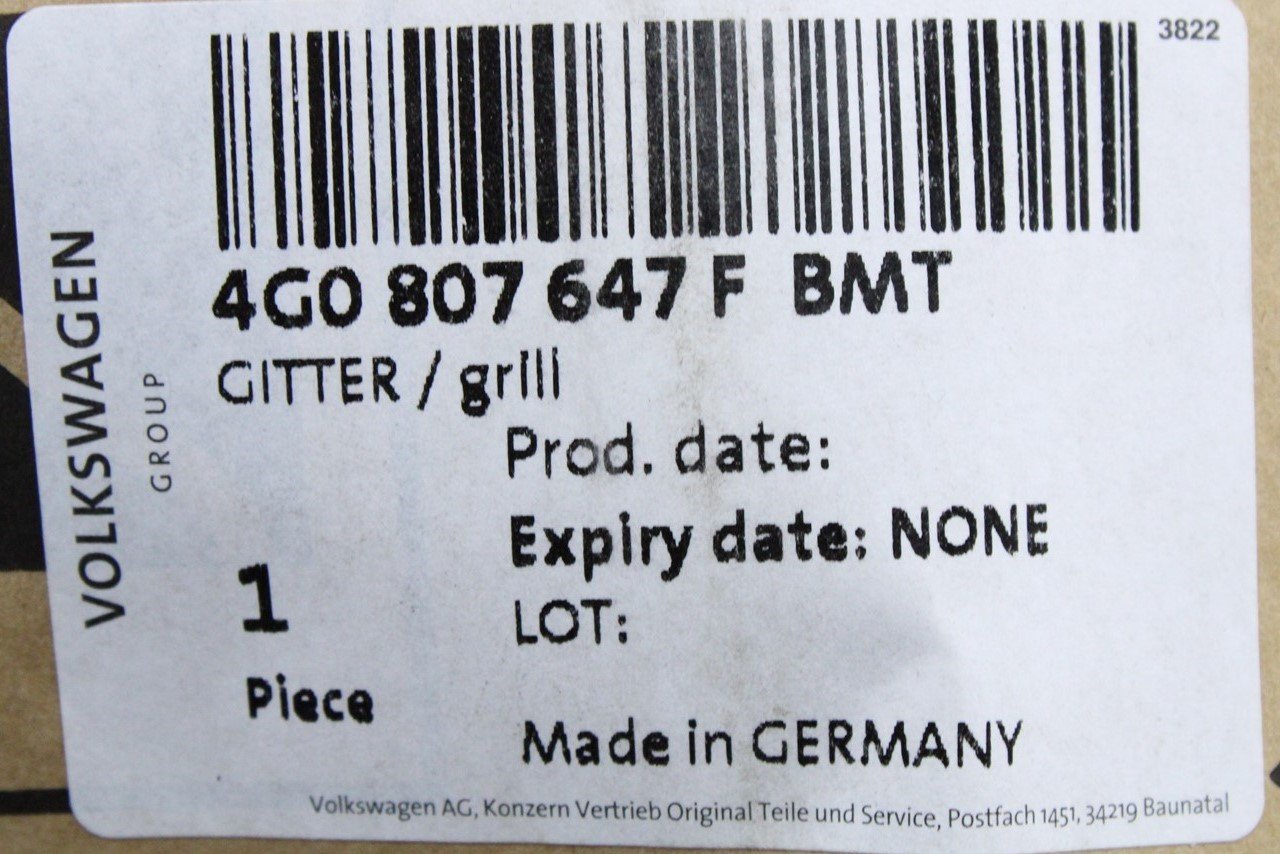 3822
4G0 807 647 F BMT
GITTER / grill
Prod. date:
Expiry date: NONE
LOT:
1
Piece
Made in GERMANY
VOLKSWAGEN
GROUP
Volkswagen AG, Konzern Vertrieb Original Teile und Service, Postfach 1451, 34219 Baunatal